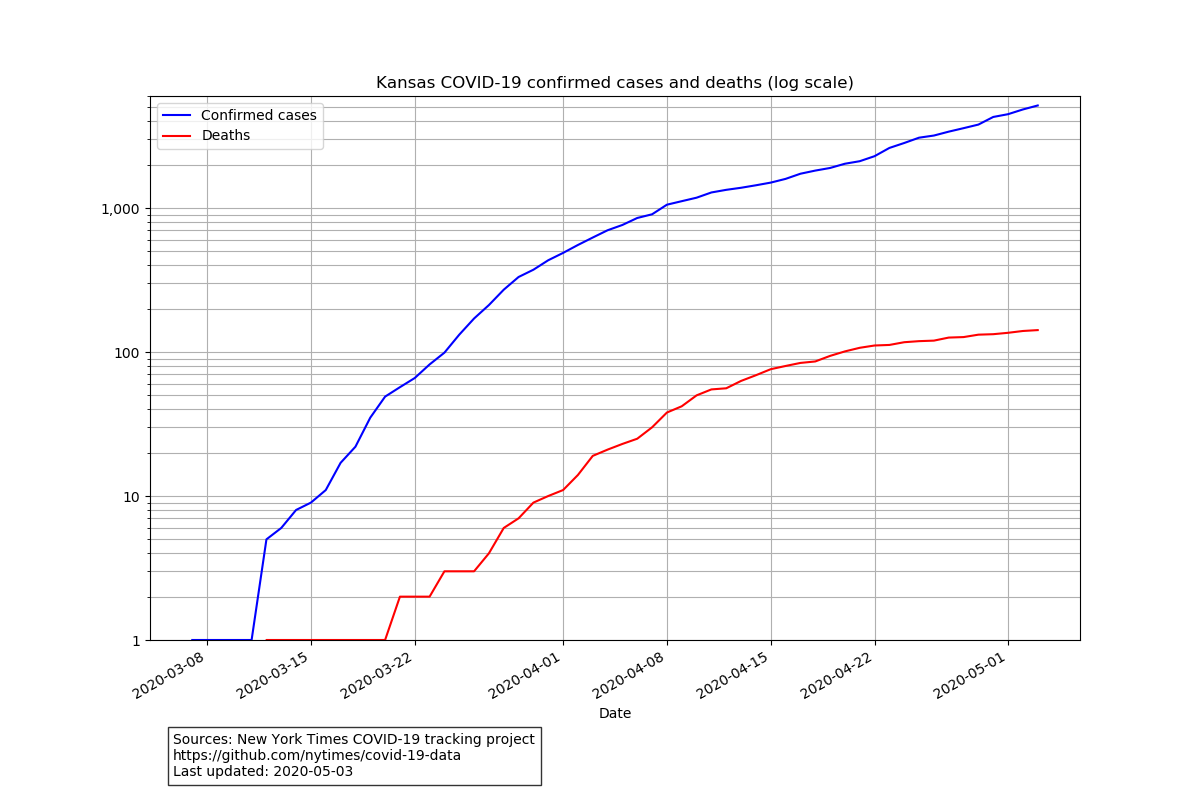 Kansas COVID-19 confirmed cases and deaths (log scale)
Confirmed cases
Deaths
1,000
100
10
1
2020-03-08
2020-03-15
2020-03-22
2020-04-01
2020-04-08
2020-04-15
2020-04-22
2020-05-01
Date
Sources: New York Times COVID-19 tracking project
https://github.com/nytimes/covid-19-data
Last updated: 2020-05-03